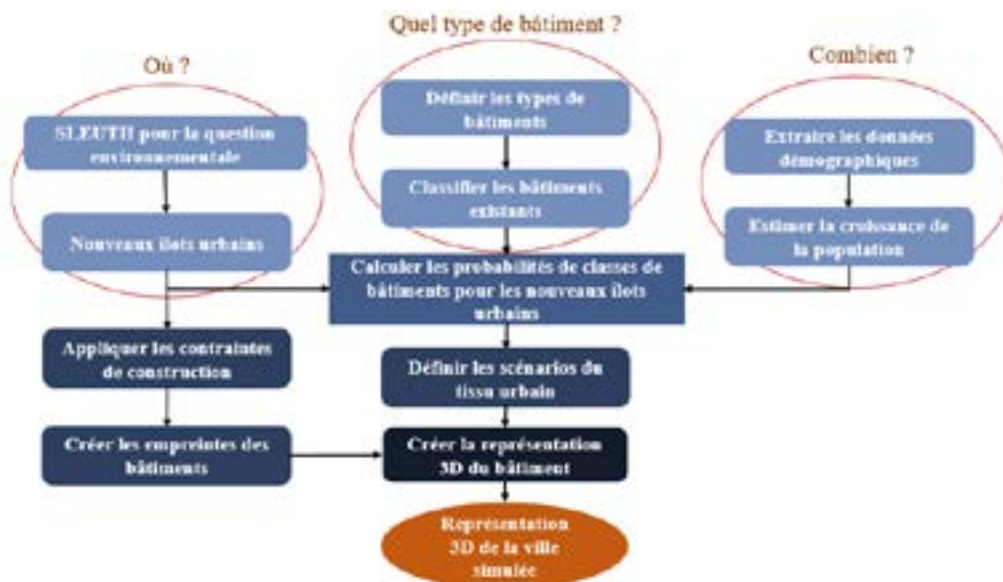 Quel type de bâtiment ?
Où ?
Combien ?
SLEUTH pour la question
environnementale
Nouveaux îlots urbains
Définir les types de
bâtiments
Classifier les bâtiments
existants
Extraire les données
démographiques
Estimer la croissance de
la population
Calculer les probabilités de classes de
bâtiments pour les nouveaux îlots
urbains
Appliquer les contraintes
de construction
Définir les scénarios du
tissu urbain
Créer les empreintes des
bâtiments
Créer la représentation
3D du bâtiment
Représentation
3D de la ville
simulée